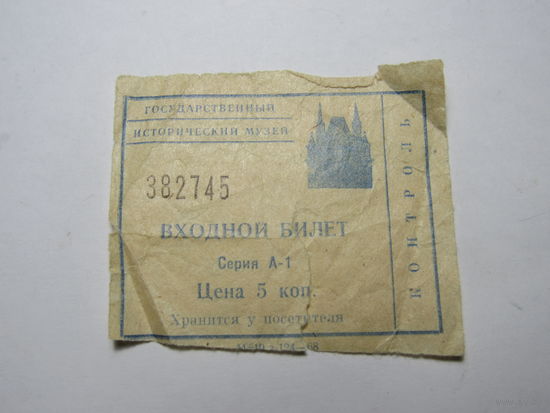 ГОСУДАРСТВЕННЫЙ
ИСТОРИЧЕСКИЙ МУЗЕЙ
382745
ВХОДНОЙ БИЛЕТ
Серия А-1
Цена 5 коп.
Хранится у посетителя
КОНТРОЛЬ